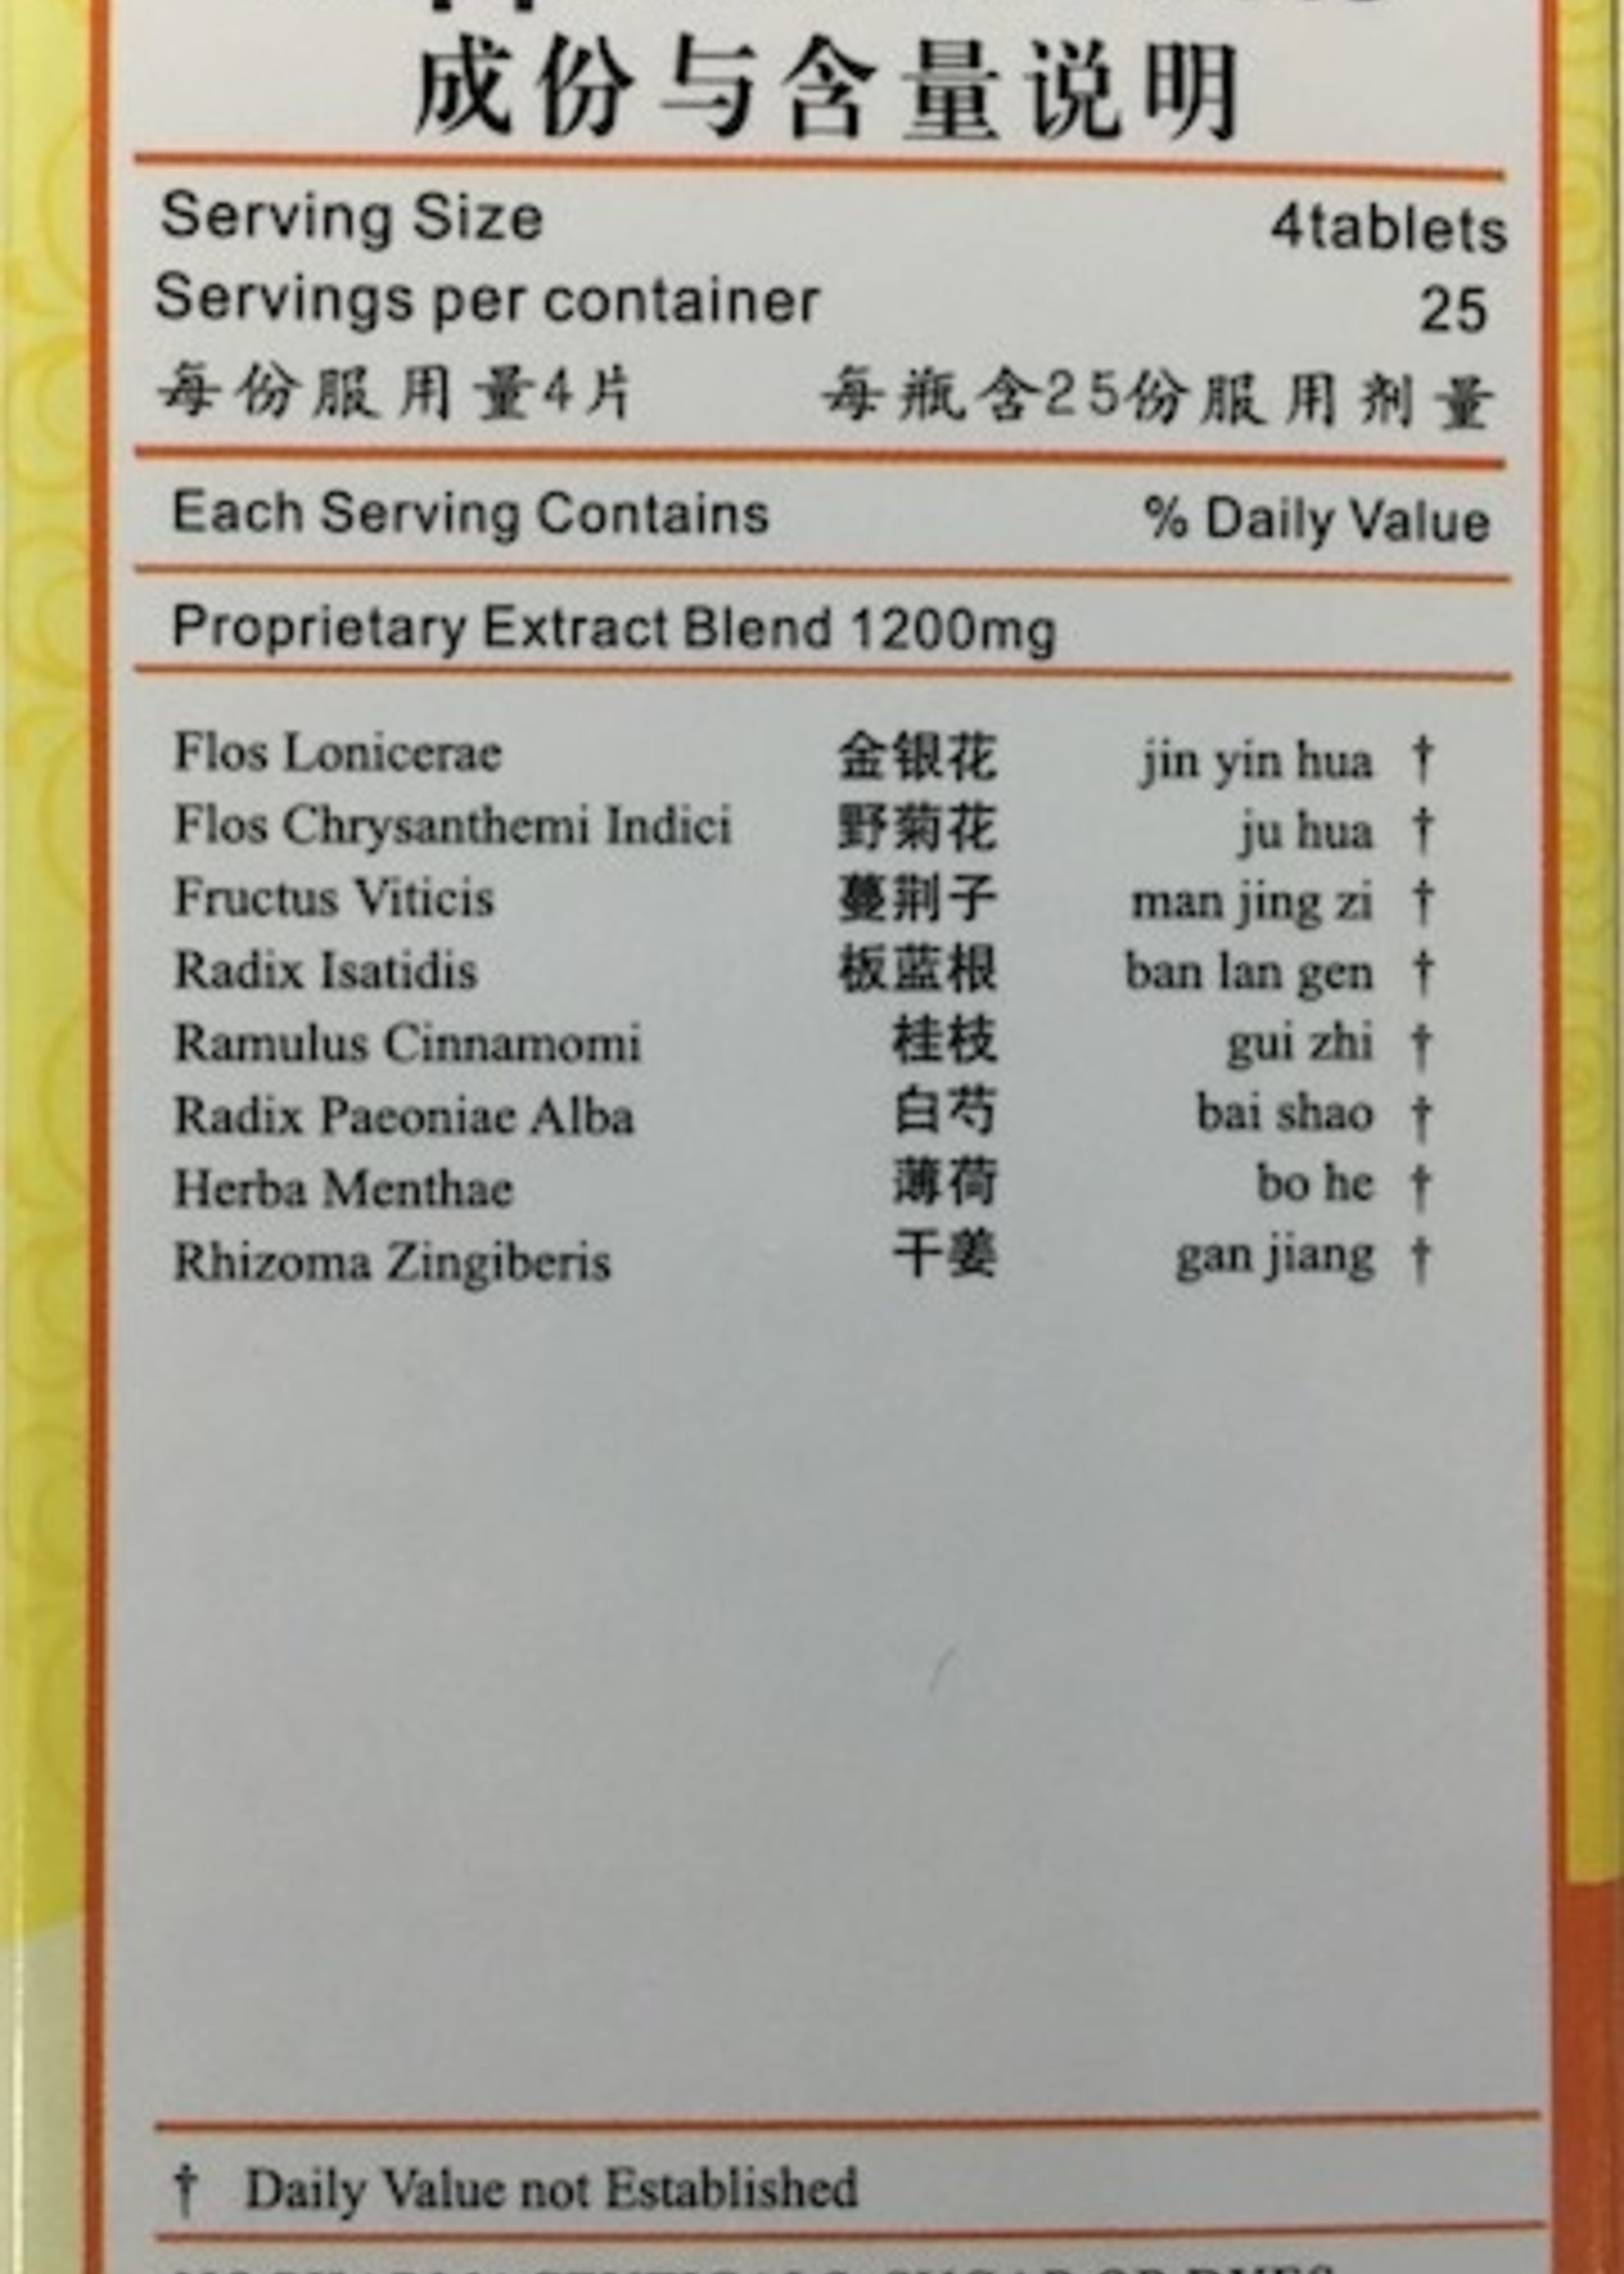 成份与含量说明
Serving Size 4tablets
Servings per container 25
每份服用量4片 每瓶含25份服用剂量
Each Serving Contains % Daily Value
Proprietary Extract Blend 1200mg
Flos Lonicerae 金银花 jin yin hua †
Flos Chrysanthemi Indici 野菊花 ju hua †
Fructus Viticis 蔓荆子 man jing zi †
Radix Isatidis 板蓝根 ban lan gen †
Ramulus Cinnamomi 桂枝 gui zhi †
Radix Paeoniae Alba 白芍 bai shao †
Herba Menthae 薄荷 bo he †
Rhizoma Zingiberis 干姜 gan jiang †
† Daily Value not Established